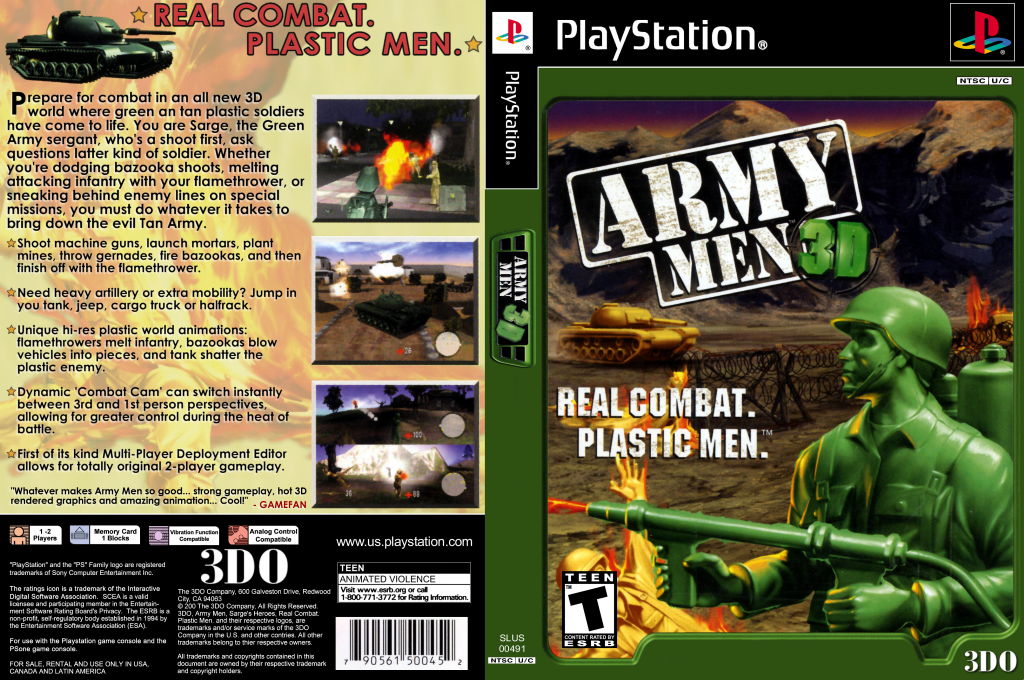 REAL COMBAT.
PLASTIC MEN.
Prepare for combat in an all new 3D
world where green an tan plastic soldiers
have come to life. You are Sarge, the Green
Army sergant, who's a shoot first, ask
questions latter kind of soldier. Whether
you're dodging bazooka shoots, melting
attacking infantry with your flamethrower, or
sneaking behind enemy lines on special
missions, you must do whatever it takes to
bring down the evil Tan Army.
Shoot machine guns, launch mortars, plant
mines, throw gernades, fire bazookas, and then
finish off with the flamethrower.
Need heavy artillery or extra mobility? Jump in
you tank, jeep, cargo truck or halfrack.
Unique hi-res plastic world animations:
flamethrowers melt infantry, bazookas blow
vehicles into pieces, and tank shatter the
plastic enemy.
Dynamic 'Combat Cam' can switch instantly
between 3rd and 1st person perspectives,
allowing for greater control during the heat of
battle.
First of its kind Multi-Player Deployment Editor
allows for totally original 2-player gameplay.
"Whatever makes Army Men so good... strong gameplay, hot 3D
rendered graphics and amazing animation... Cool!"
- GAMEFAN
1 -2
Players
Memory Card
1 Blocks
Vibration Function
Compatible
Analog Control
Compatible
"PlayStation" and the "PS" Family logo are registered
trademarks of Sony Computer Entertainment Inc.
The ratings icon is a trademark of the Interactive
Digital Software Association. SCEA is a valid
licensee and participating member in the Entertain-
ment Software Rating Board's Privacy. The ESRB is a
non-profit, self-regulatory body established in 1994 by
the Entertainment Software Association (ESA).
For use with the Playstation game console and the
PSone game console.
FOR SALE, RENTAL AND USE ONLY IN USA,
CANADA AND LATIN AMERICA
3DO
The 3DO Company, 600 Galveston Drive, Redwood
City, CA 94063
© 200 The 3DO Company, All Rights Reserved.
3DO, Army Men, Sarge's Heroes, Real Combat.
Plastic Men. and their respective logos, are
trademarks and/or service marks of the 3DO
Company in the U.S. and other contries. All other
trademarks belong to thier respective owners.
All trademarks and copyrights contained in this
document are owned by their respective trademark
and copyright holders.
www.us.playstation.com
TEEN
ANIMATED VIOLENCE
Visit www.esrb.org or call
1-800-771-3772 for Rating Information.
7 90561 50045 2
PlayStation®
ARMY
MEN
3D
SLUS
00491
NTSC U/C
PlayStation®
NTSC U/C
ARMY
MEN™ 3D
REAL COMBAT.
PLASTIC MEN.™
TEEN
T
CONTENT RATED BY
ESRB
3DO